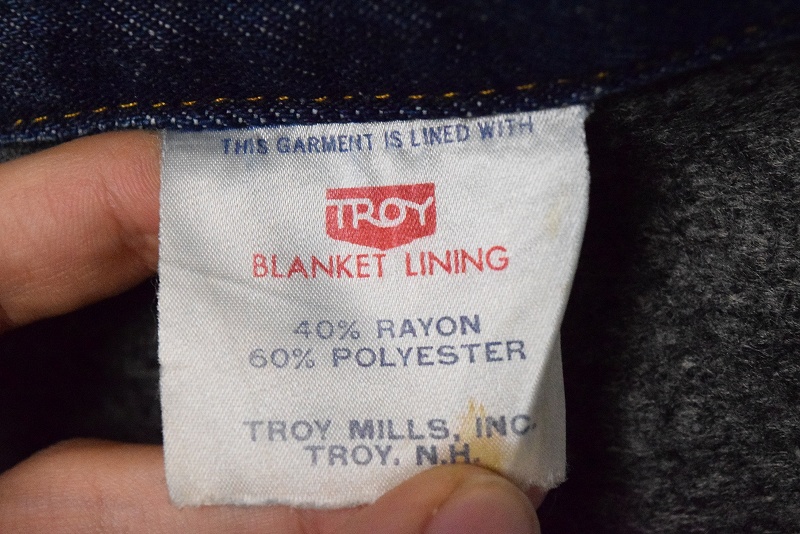 THIS GARMENT IS LINED WITH
TROY
BLANKET LINING
40% RAYON
60% POLYESTER
TROY MILLS, INC.
TROY, N.H.